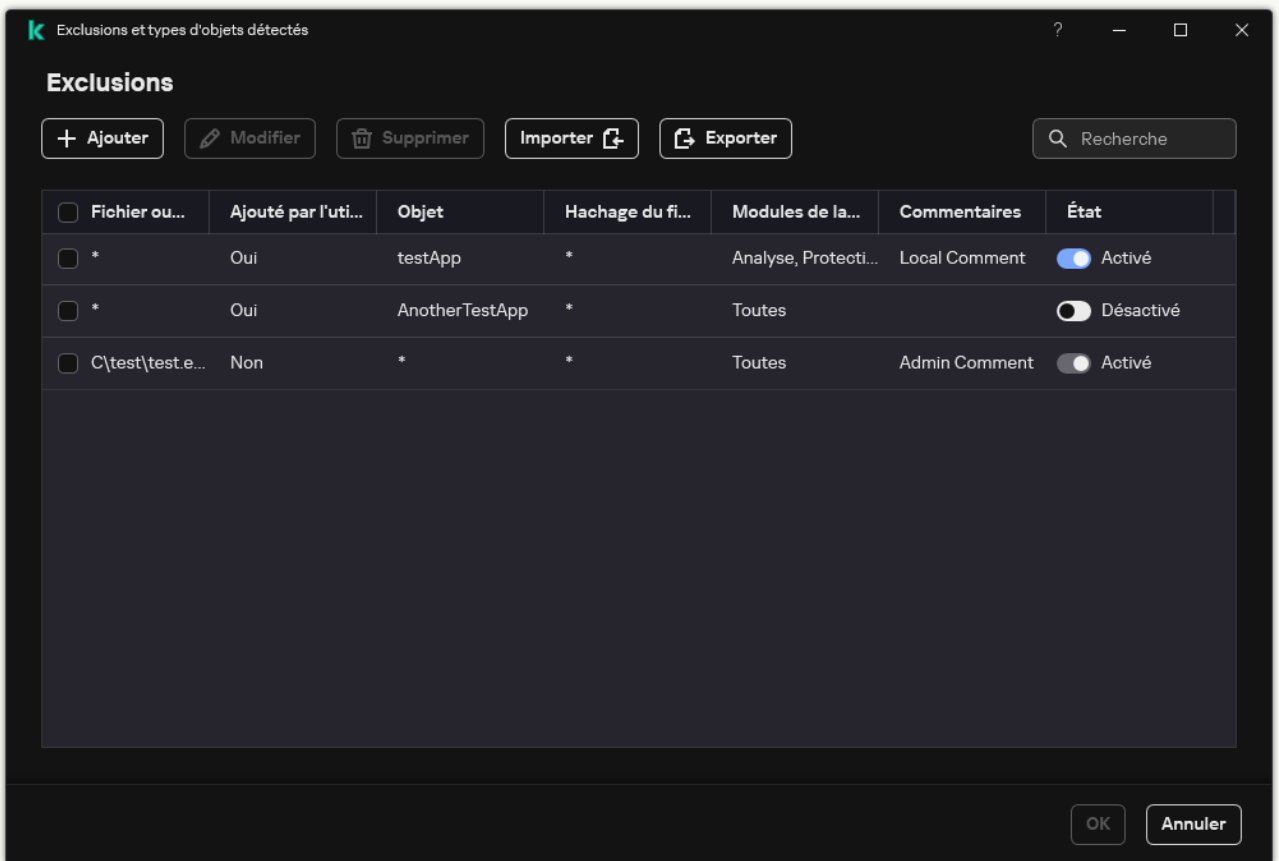 Exclusions et types d'objets détectés ?
Exclusions
Ajouter Modifier Supprimer Importer Exporter Recherche
Fichier ou... Ajouté par l'uti... Objet Hachage du fi... Modules de la... Commentaires État
* Oui testApp * Analyse, Protecti... Local Comment Activé
* Oui AnotherTestApp * Toutes Désactivé
C\test\test.e... Non * * Toutes Admin Comment Activé
OK Annuler